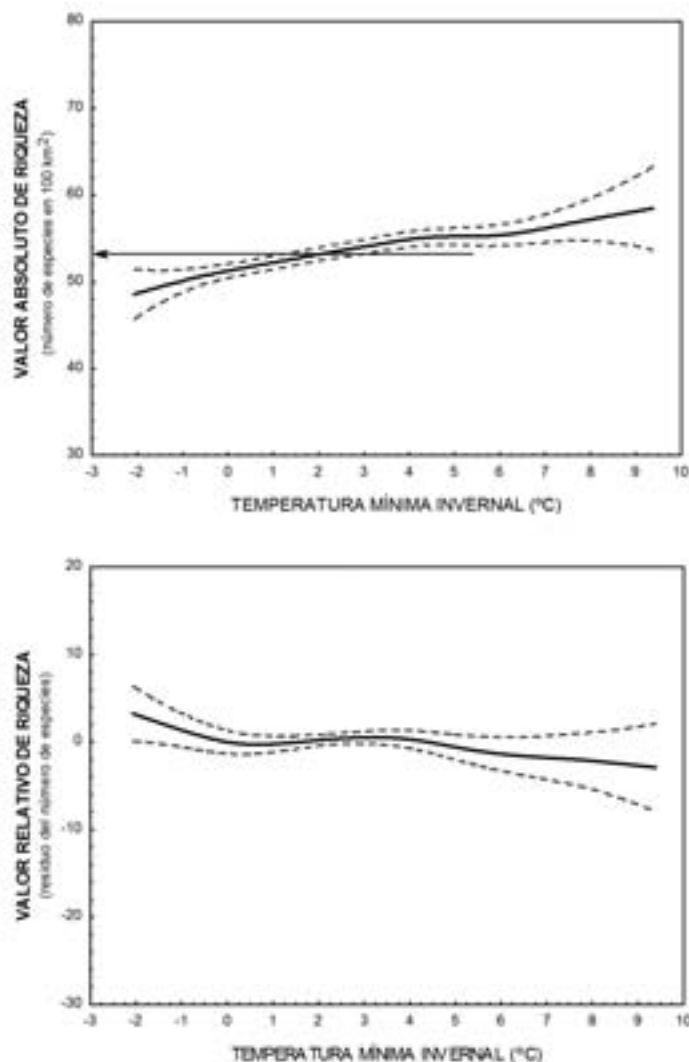 VALOR ABSOLUTO DE RIQUEZA
(número de especies en 100 km-2)
80
70
60
50
40
30
-3 -2 -1 0 1 2 3 4 5 6 7 8 9 10
TEMPERATURA MÍNIMA INVERNAL (ºC)
VALOR RELATIVO DE RIQUEZA
(residuo del número de especies)
20
10
0
-10
-20
-30
-3 -2 -1 0 1 2 3 4 5 6 7 8 9 10
TEMPERATURA MÍNIMA INVERNAL (ºC)